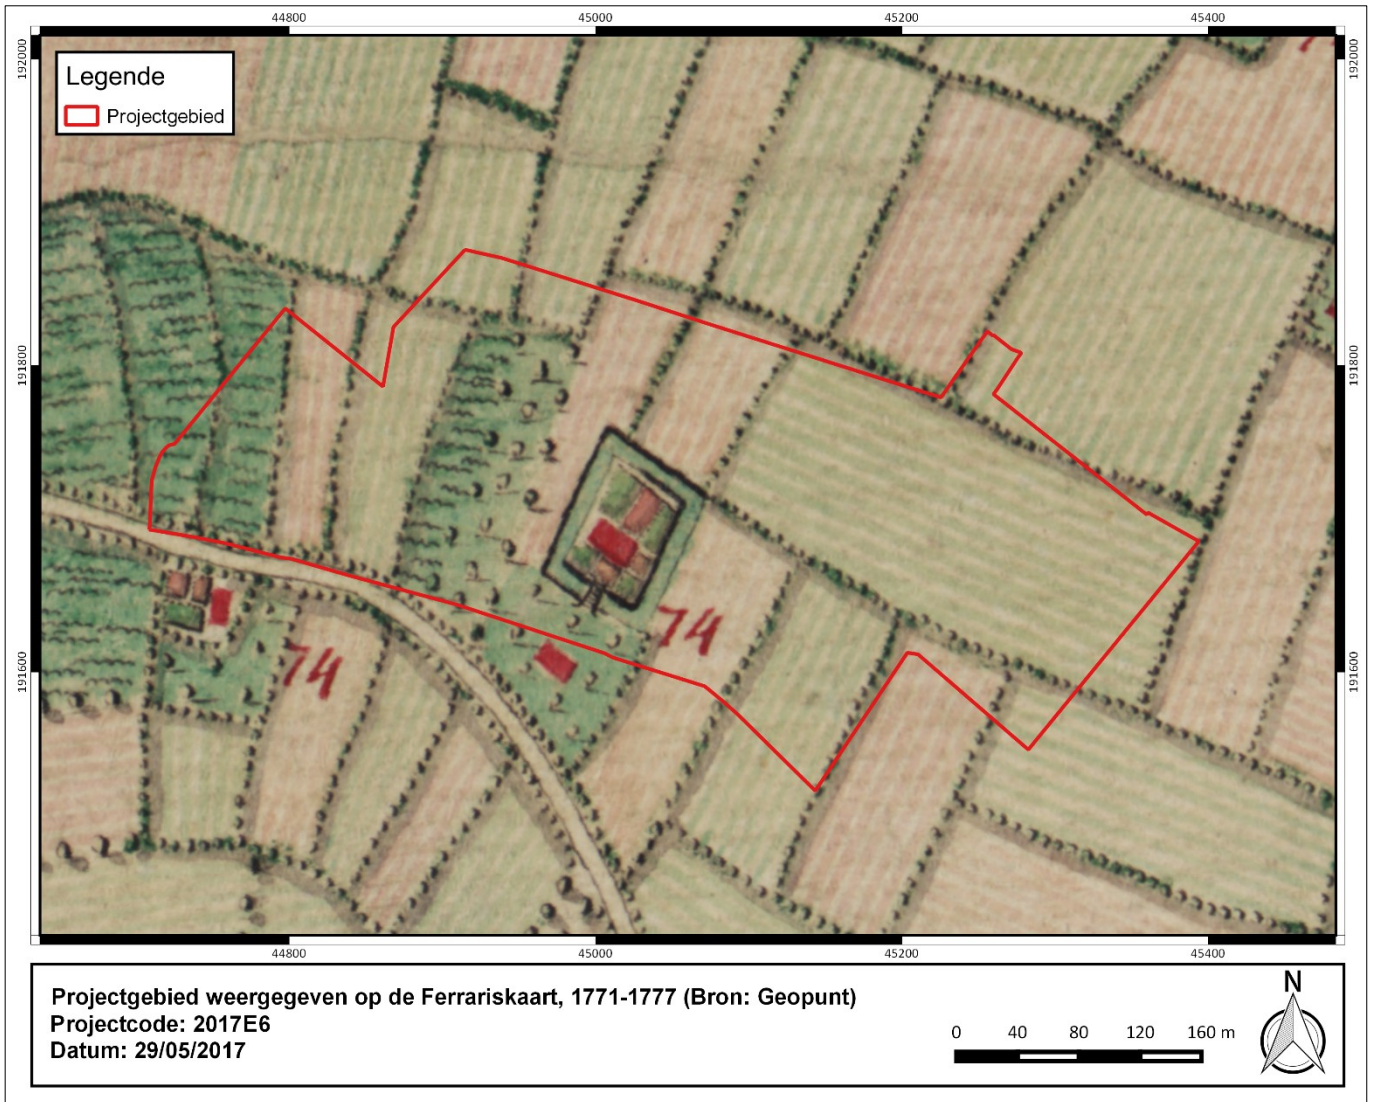 44800 45000 45200 45400
192000 192000
Legende
Projectgebied
191800 191800
74
74
191600 191600
44800 45000 45200 45400
Projectgebied weergegeven op de Ferrariskaart, 1771-1777 (Bron: Geopunt)
Projectcode: 2017E6
Datum: 29/05/2017
0 40 80 120 160 m
N